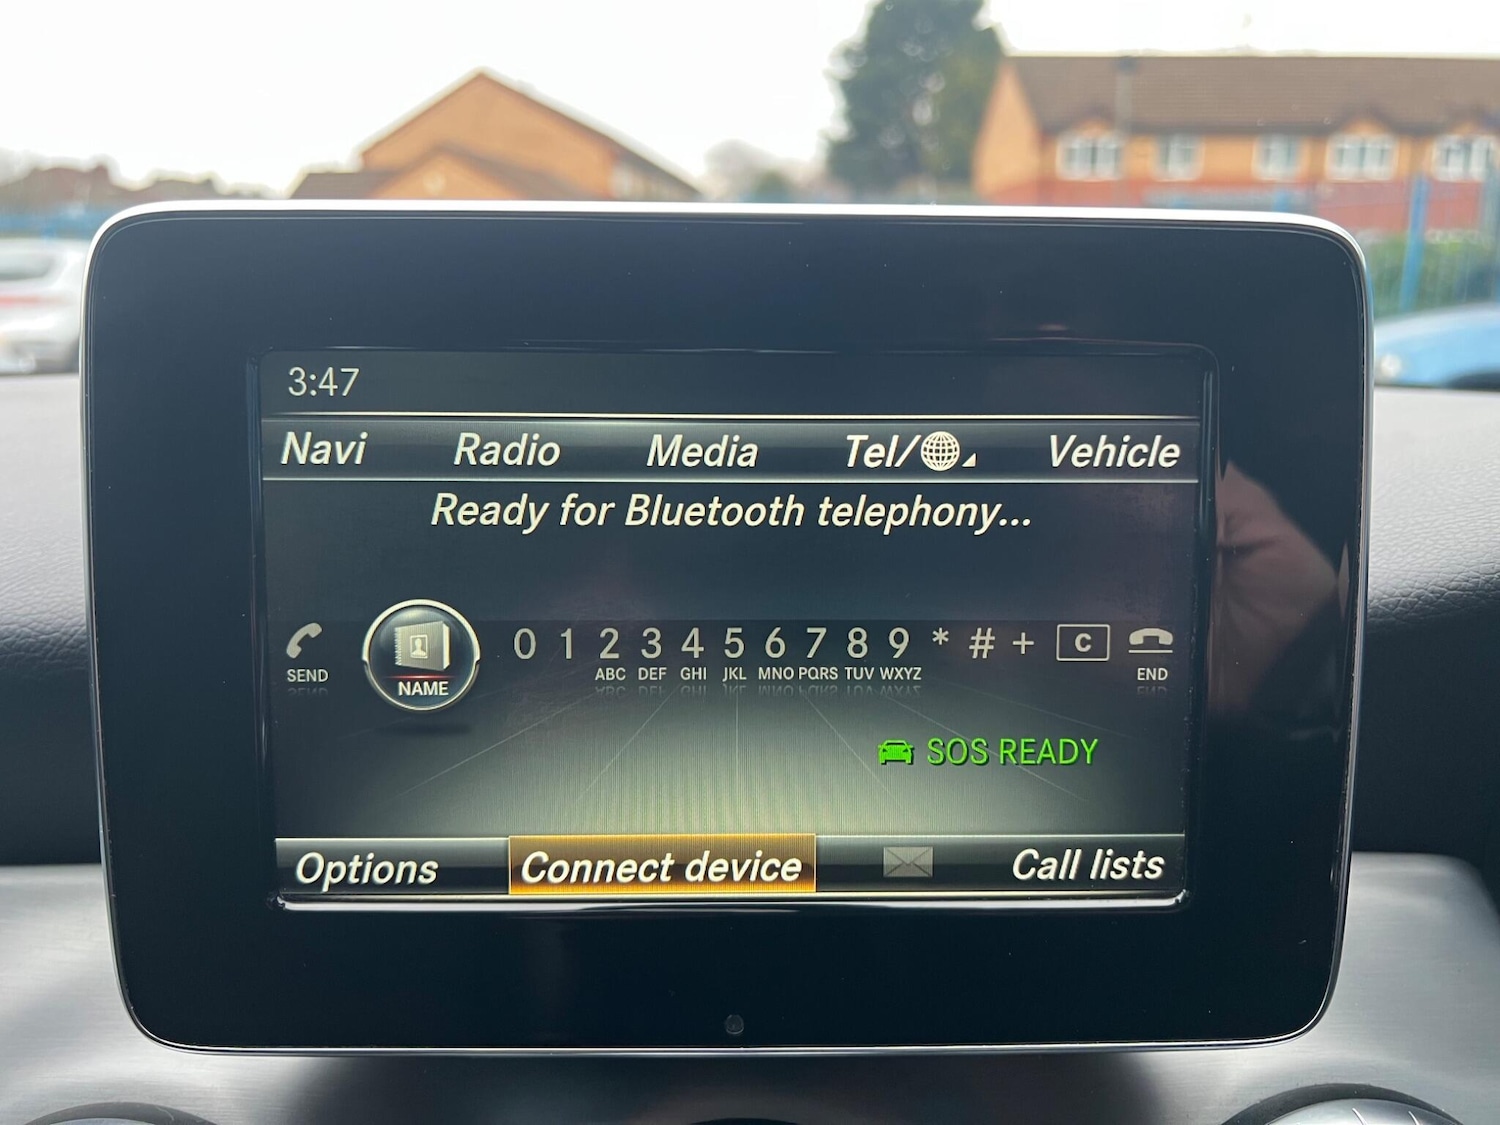 3:47
Navi Radio Media Tel/ Vehicle
Ready for Bluetooth telephony...
0 1 2 3 4 5 6 7 8 9 * # + C
SEND NAME ABC DEF GHI JKL MNO PQRS TUV WXYZ END
SOS READY
Options Connect device Call lists